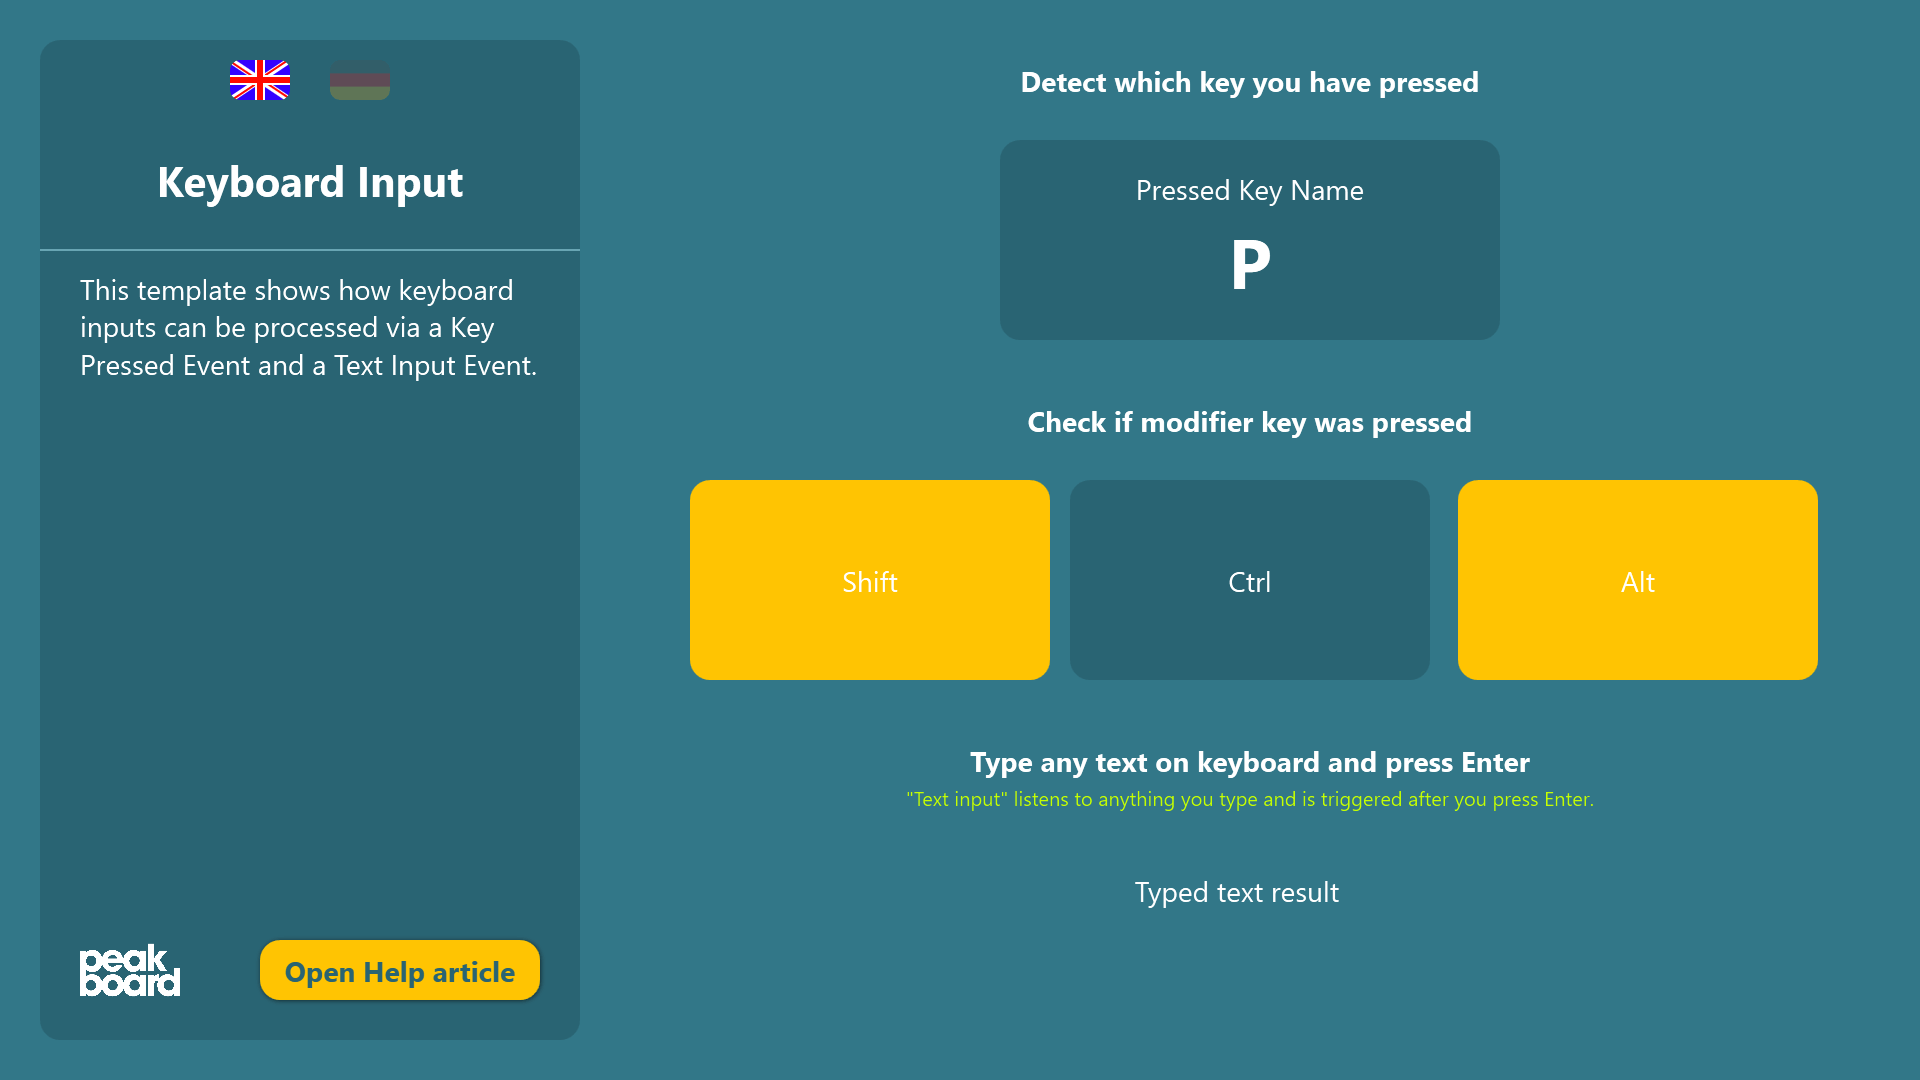 Keyboard Input
This template shows how keyboard
inputs can be processed via a Key
Pressed Event and a Text Input Event.
peak
board
Open Help article
Detect which key you have pressed
Pressed Key Name
P
Check if modifier key was pressed
Shift
Ctrl
Alt
Type any text on keyboard and press Enter
"Text input" listens to anything you type and is triggered after you press Enter.
Typed text result